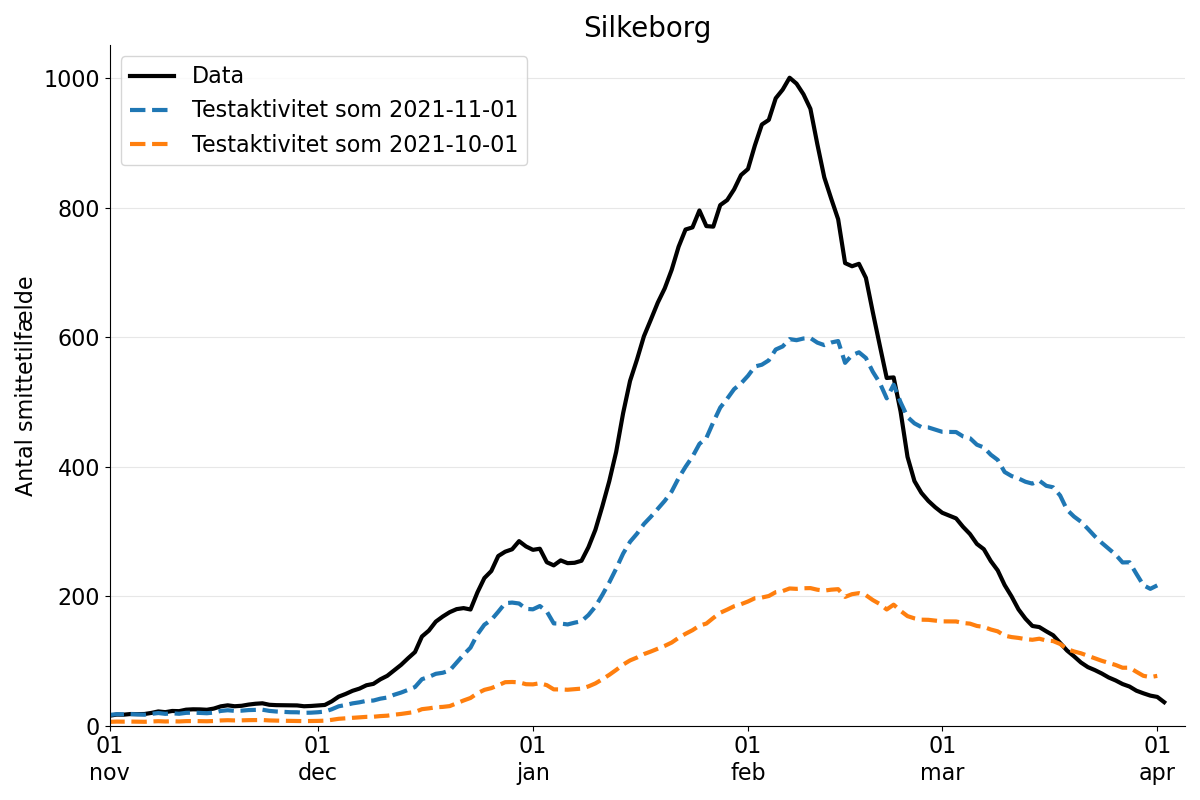 Silkeborg
Data
Testaktivitet som 2021-11-01
Testaktivitet som 2021-10-01
Antal smittetilfælde
1000
800
600
400
200
0
01
nov
01
dec
01
jan
01
feb
01
mar
01
apr